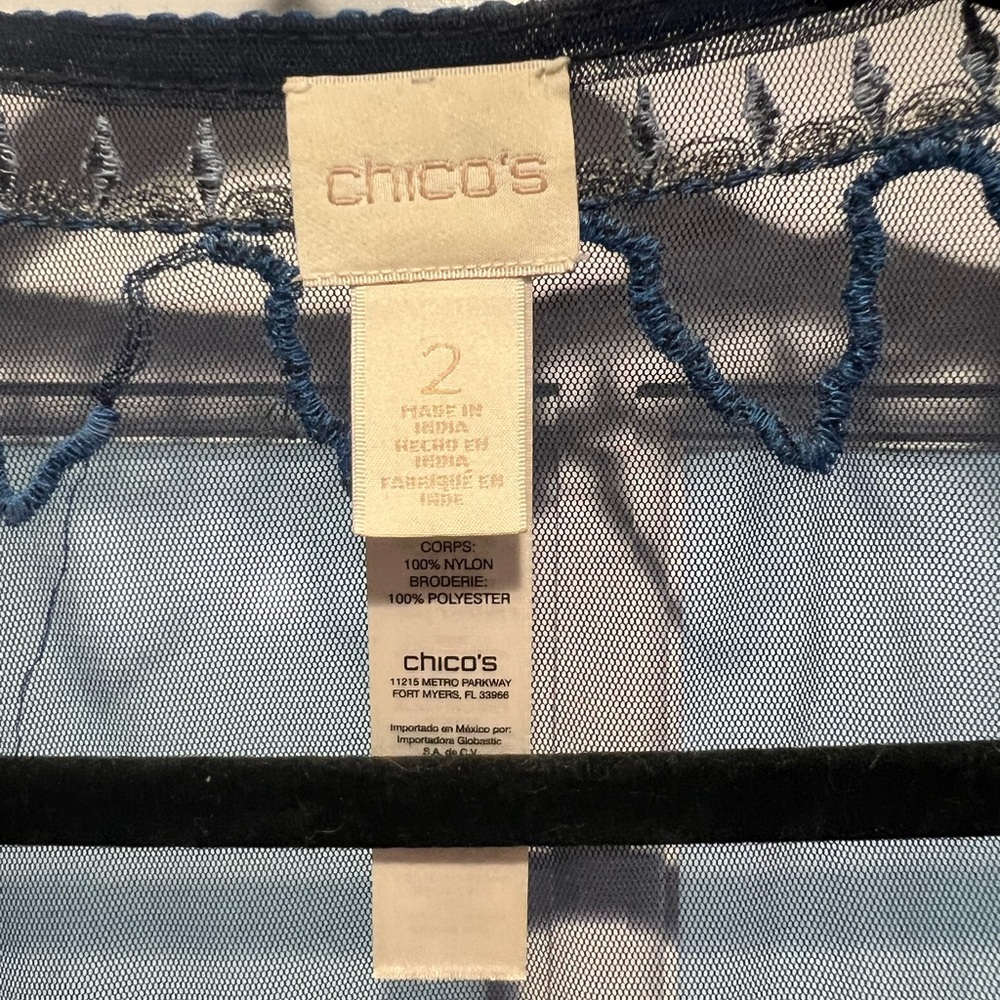 chico's
2
MADE IN
INDIA
HECHO EN
INDIA
FABRIQUÉ EN
INDE
CORPS:
100% NYLON
BRODERIE:
100% POLYESTER
chico's
11215 METRO PARKWAY
FORT MYERS, FL 33966
Importado en México por:
Importadora Globastic
S.A. de C.V.